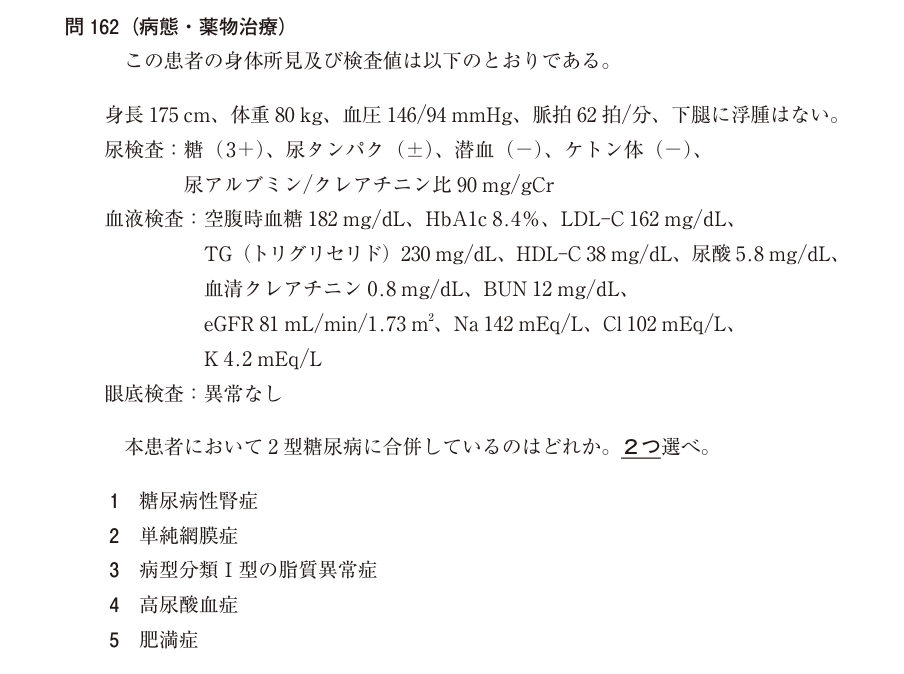 問 162（病態・薬物治療）
この患者の身体所見及び検査値は以下のとおりである。
身長 175 cm、体重 80 kg、血圧 146/94 mmHg、脈拍 62 拍/分、下腿に浮腫はない。
尿検査：糖（3＋）、尿タンパク（±）、潜血（－）、ケトン体（－）、
尿アルブミン/クレアチニン比 90 mg/gCr
血液検査：空腹時血糖 182 mg/dL、HbA1c 8.4％、LDL-C 162 mg/dL、
TG（トリグリセリド）230 mg/dL、HDL-C 38 mg/dL、尿酸 5.8 mg/dL、
血清クレアチニン 0.8 mg/dL、BUN 12 mg/dL、
eGFR 81 mL/min/1.73 m²、Na 142 mEq/L、Cl 102 mEq/L、
K 4.2 mEq/L
眼底検査：異常なし
本患者において２型糖尿病に合併しているのはどれか。２つ選べ。
1 糖尿病性腎症
2 単純網膜症
3 病型分類Ⅰ型の脂質異常症
4 高尿酸血症
5 肥満症